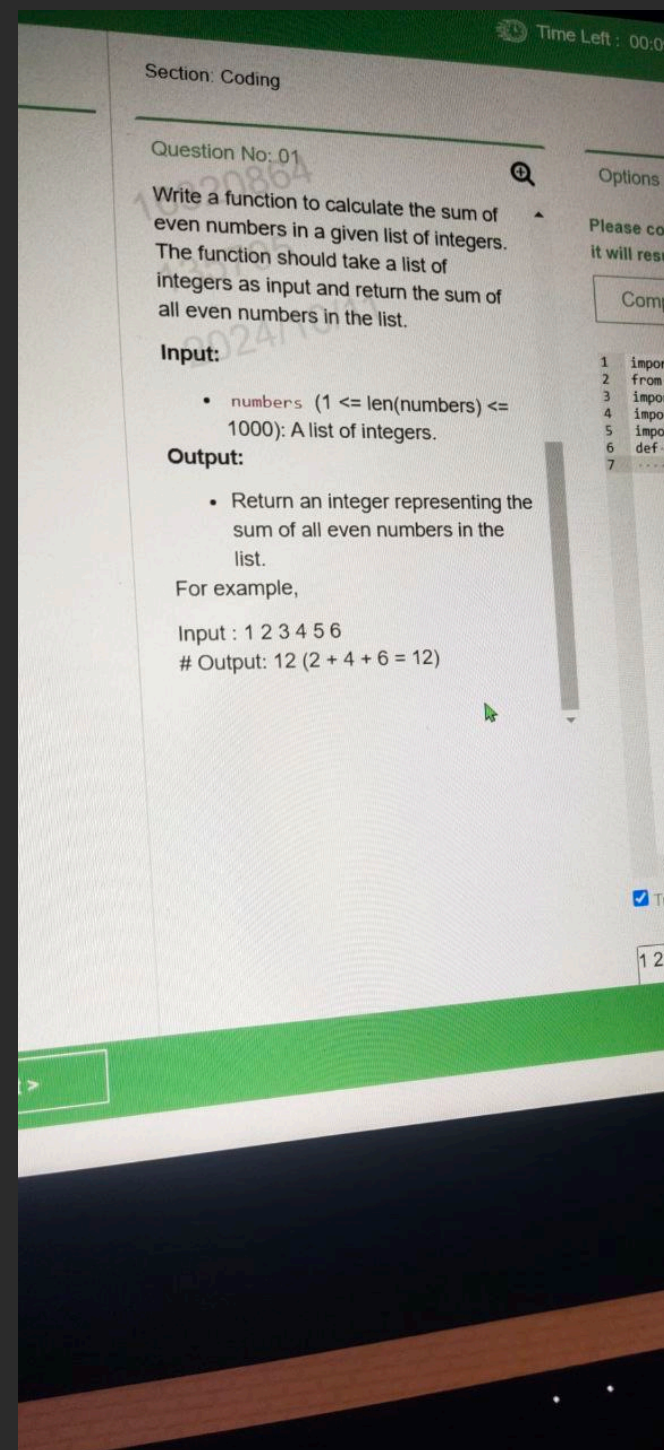 Time Left : 00:0
Section: Coding
Question No: 01
Write a function to calculate the sum of
even numbers in a given list of integers.
The function should take a list of
integers as input and return the sum of
all even numbers in the list.
Input:
• numbers (1 <= len(numbers) <=
1000): A list of integers.
Output:
• Return an integer representing the
sum of all even numbers in the
list.
For example,
Input : 1 2 3 4 5 6
# Output: 12 (2 + 4 + 6 = 12)
Options
Please co
it will res
Comp
1 impor
2 from
3 impo
4 impo
5 impo
6 def
7
1 2
>